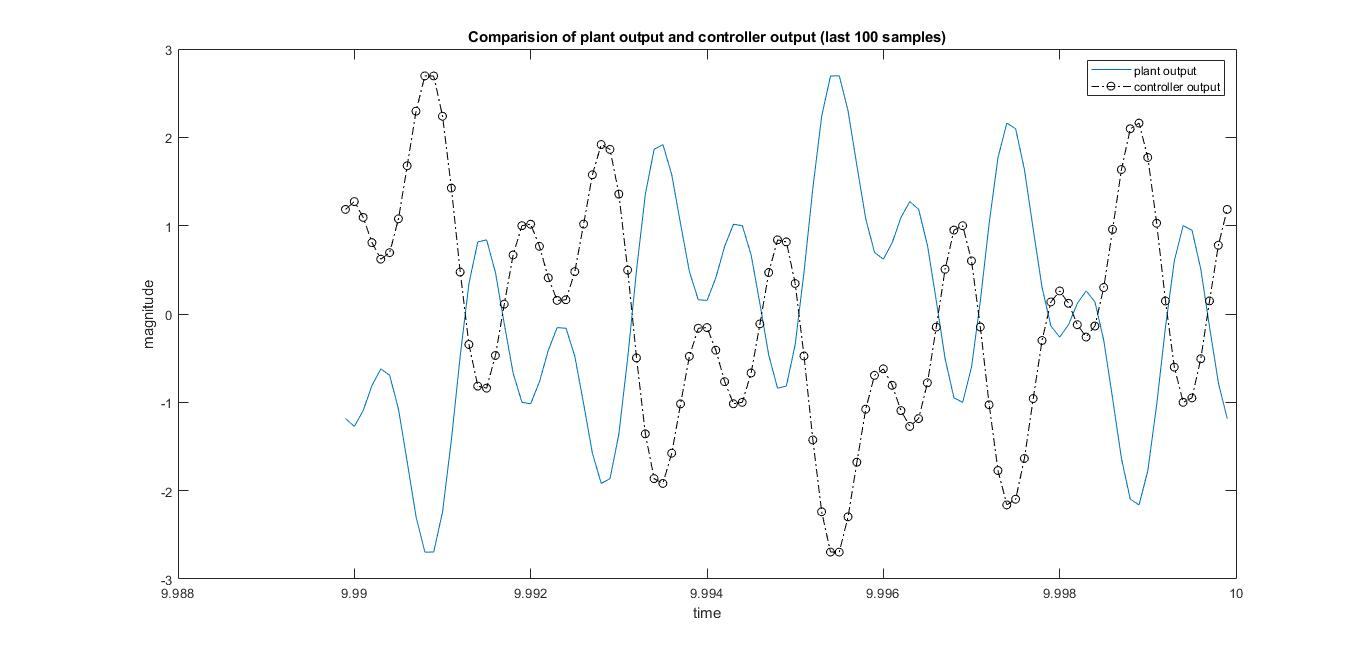 Comparision of plant output and controller output (last 100 samples)
plant output
controller output
3
2
1
0
-1
-2
-3
magnitude
9.988
9.99
9.992
9.994
9.996
9.998
10
time